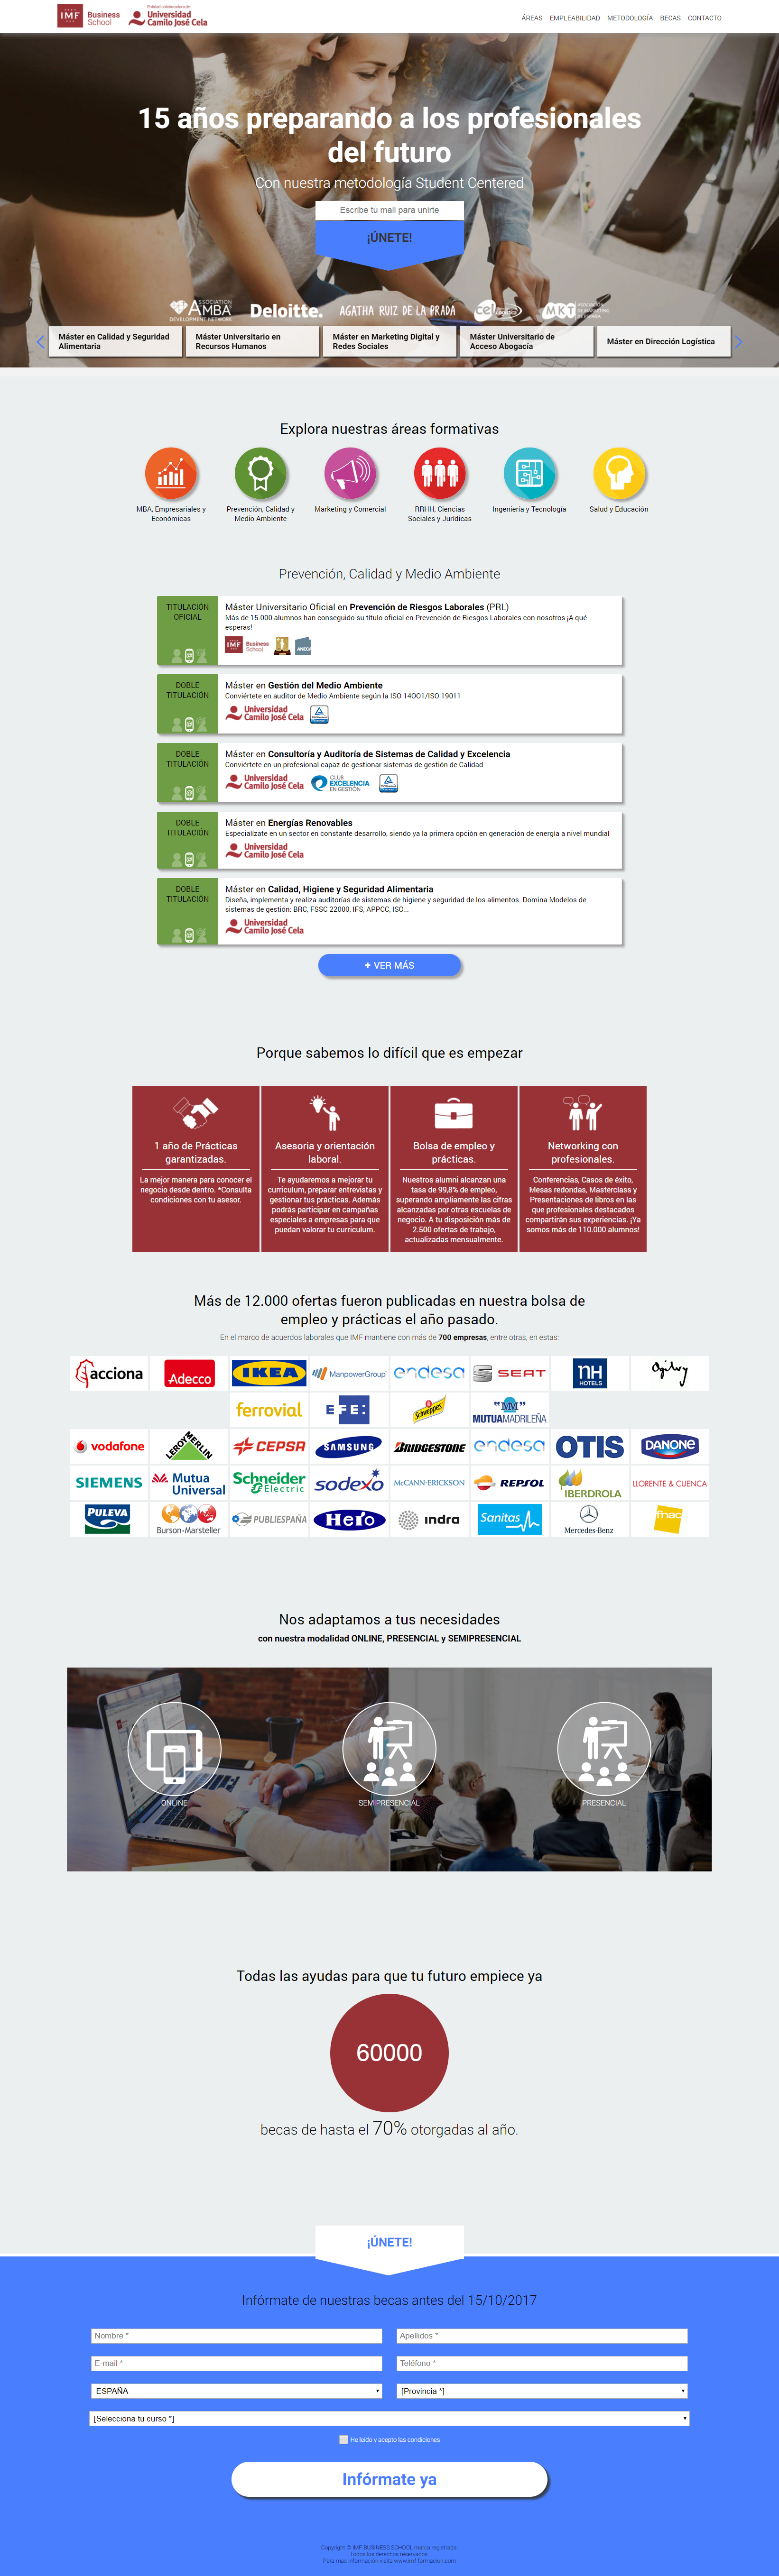 IMF Business School
Entidad colaboradora de:
Universidad Camilo José Cela
ÁREAS EMPLEABILIDAD METODOLOGÍA BECAS CONTACTO
15 años preparando a los profesionales
del futuro
Con nuestra metodología Student Centered
Escribe tu mail para unirte
¡ÚNETE!
ASSOCIATION AMBA DEVELOPMENT NETWORK
Deloitte.
AGATHA RUIZ DE LA PRADA
cel logística
MKT ASOCIACIÓN DE MARKETING DE ESPAÑA
Máster en Calidad y Seguridad
Alimentaria
Máster Universitario en
Recursos Humanos
Máster en Marketing Digital y
Redes Sociales
Máster Universitario de
Acceso Abogacía
Máster en Dirección Logística
Explora nuestras áreas formativas
MBA, Empresariales y
Económicas
Prevención, Calidad y
Medio Ambiente
Marketing y Comercial
RRHH, Ciencias
Sociales y Jurídicas
Ingeniería y Tecnología
Salud y Educación
Prevención, Calidad y Medio Ambiente
TITULACIÓN
OFICIAL
Máster Universitario Oficial en Prevención de Riesgos Laborales (PRL)
Más de 15.000 alumnos han conseguido su título oficial en Prevención de Riesgos Laborales con nosotros ¡A qué
esperas!
IMF Business School
ANECA
DOBLE
TITULACIÓN
Máster en Gestión del Medio Ambiente
Conviértete en auditor de Medio Ambiente según la ISO 14OO1/ISO 19011
Universidad Camilo José Cela
DOBLE
TITULACIÓN
Máster en Consultoría y Auditoría de Sistemas de Calidad y Excelencia
Conviértete en un profesional capaz de gestionar sistemas de gestión de Calidad
Universidad Camilo José Cela
CLUB EXCELENCIA EN GESTIÓN
DOBLE
TITULACIÓN
Máster en Energías Renovables
Especialízate en un sector en constante desarrollo, siendo ya la primera opción en generación de energía a nivel mundial
Universidad Camilo José Cela
DOBLE
TITULACIÓN
Máster en Calidad, Higiene y Seguridad Alimentaria
Diseña, implementa y realiza auditorías de sistemas de higiene y seguridad de los alimentos. Domina Modelos de
sistemas de gestión: BRC, FSSC 22000, IFS, APPCC, ISO...
Universidad Camilo José Cela
+ VER MÁS
Porque sabemos lo difícil que es empezar
1 año de Prácticas
garantizadas.
La mejor manera para conocer el
negocio desde dentro. *Consulta
condiciones con tu asesor.
Asesoria y orientación
laboral.
Te ayudaremos a mejorar tu
curriculum, preparar entrevistas y
gestionar tus prácticas. Además
podrás participar en campañas
especiales a empresas para que
puedan valorar tu curriculum.
Bolsa de empleo y
prácticas.
Nuestros alumni alcanzan una
tasa de 99,8% de empleo,
superando ampliamente las cifras
alcanzadas por otras escuelas de
negocio. A tu disposición más de
2.500 ofertas de trabajo,
actualizadas mensualmente.
Networking con
profesionales.
Conferencias, Casos de éxito,
Mesas redondas, Masterclass y
Presentaciones de libros en las
que profesionales destacados
compartirán sus experiencias. ¡Ya
somos más de 110.000 alumnos!
Más de 12.000 ofertas fueron publicadas en nuestra bolsa de
empleo y prácticas el año pasado.
En el marco de acuerdos laborales que IMF mantiene con más de 700 empresas, entre otras, en estas:
acciona Adecco IKEA ManpowerGroup endesa SEAT NH HOTELS Ogilvy
ferrovial EFE: Schweppes MUTUAMADRILEÑA
vodafone LEROY MERLIN CEPSA SAMSUNG BRIDGESTONE endesa OTIS DANONE
SIEMENS Mutua Universal Schneider Electric sodexo McCANN-ERICKSON REPSOL IBERDROLA LLORENTE & CUENCA
PULEVA Burson-Marsteller PUBLIESPAÑA Hero indra Sanitas Mercedes-Benz fnac
Nos adaptamos a tus necesidades
con nuestra modalidad ONLINE, PRESENCIAL y SEMIPRESENCIAL
ONLINE
SEMIPRESENCIAL
PRESENCIAL
Todas las ayudas para que tu futuro empiece ya
60000
becas de hasta el 70% otorgadas al año.
¡ÚNETE!
Infórmate de nuestras becas antes del 15/10/2017
Nombre *
Apellidos *
E-mail *
Teléfono *
ESPAÑA
[Provincia *]
[Selecciona tu curso *]
He leído y acepto las condiciones
Infórmate ya
Copyright © IMF BUSINESS SCHOOL marca registrada
Todos los derechos reservados.
Para más información visita www.imf-formacion.com